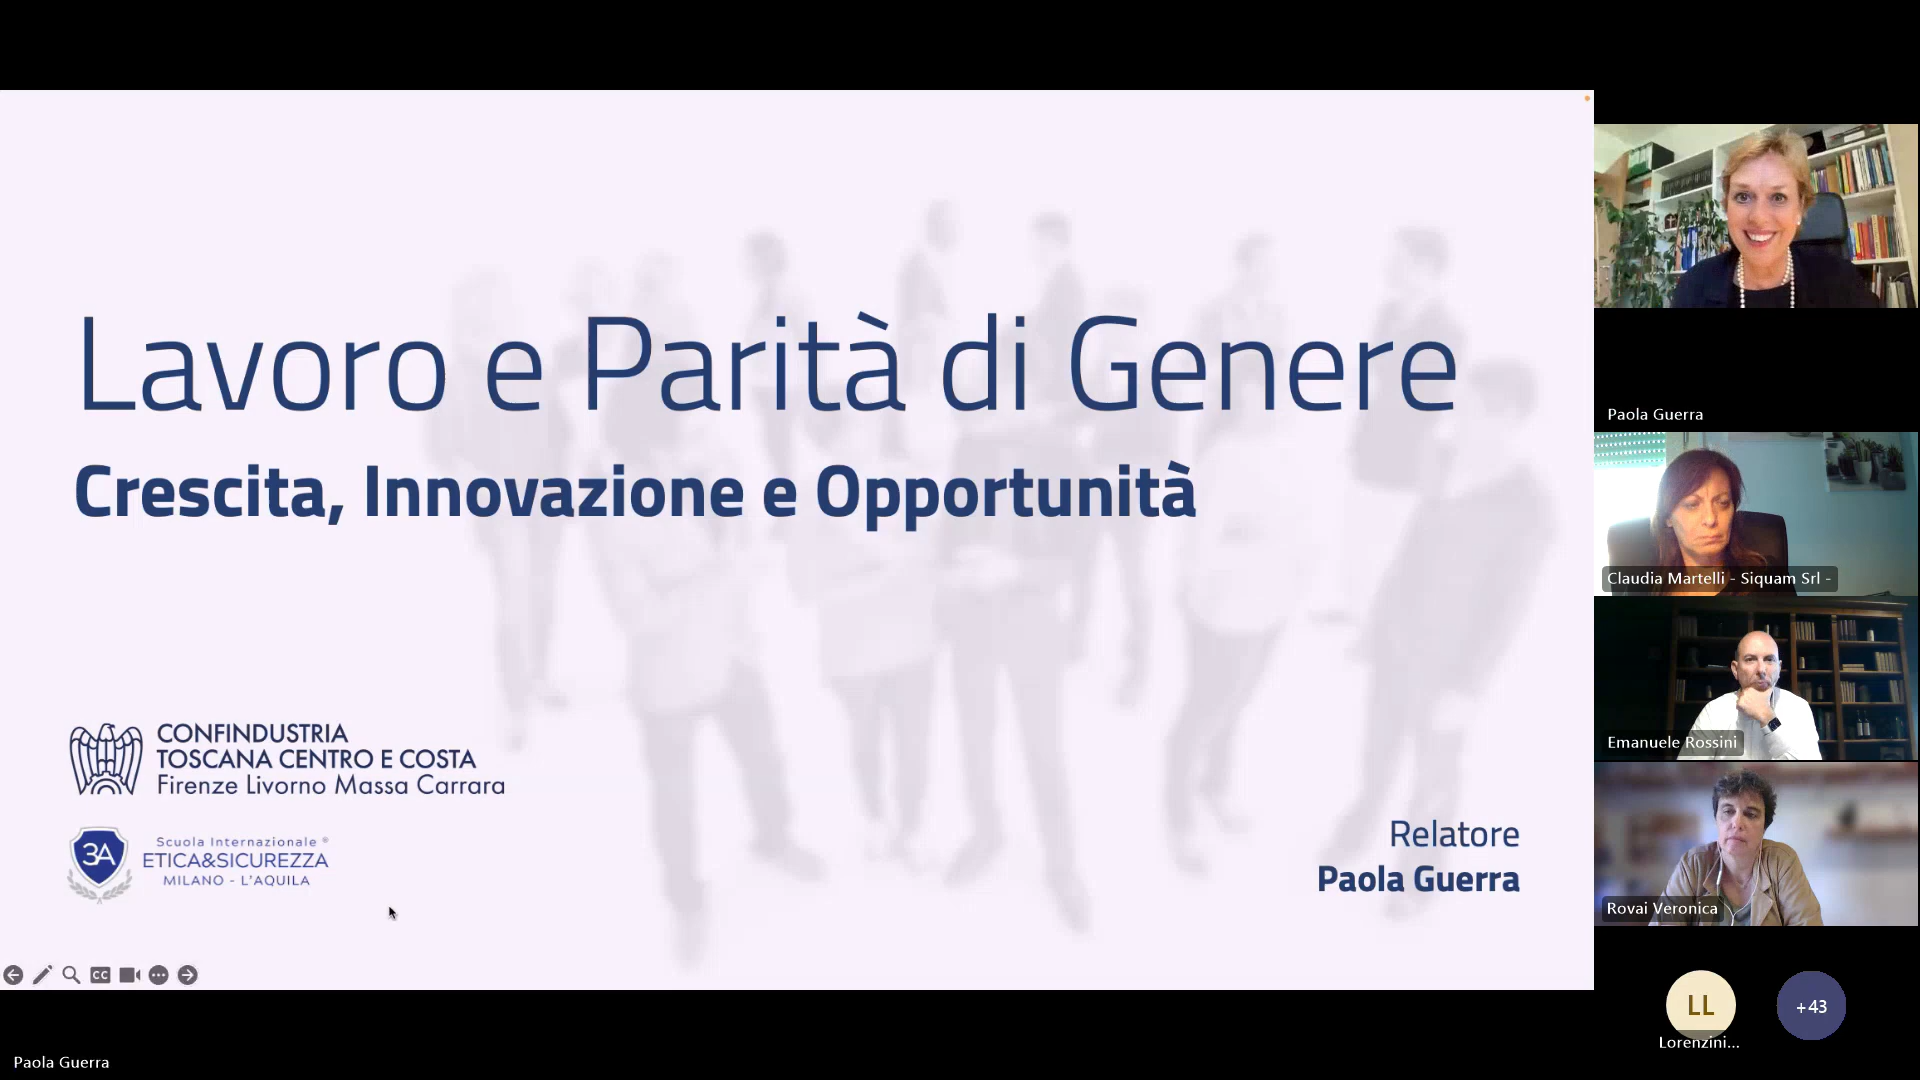 Lavoro e Parità di Genere
Crescita, Innovazione e Opportunità
CONFINDUSTRIA
TOSCANA CENTRO E COSTA
Firenze Livorno Massa Carrara
3A
Scuola Internazionale ®
ETICA&SICUREZZA
MILANO - L'AQUILA
Relatore
Paola Guerra
CC
Paola Guerra
Paola Guerra
Claudia Martelli - Siquam Srl -
Emanuele Rossini
Rovai Veronica
LL
Lorenzini...
+43